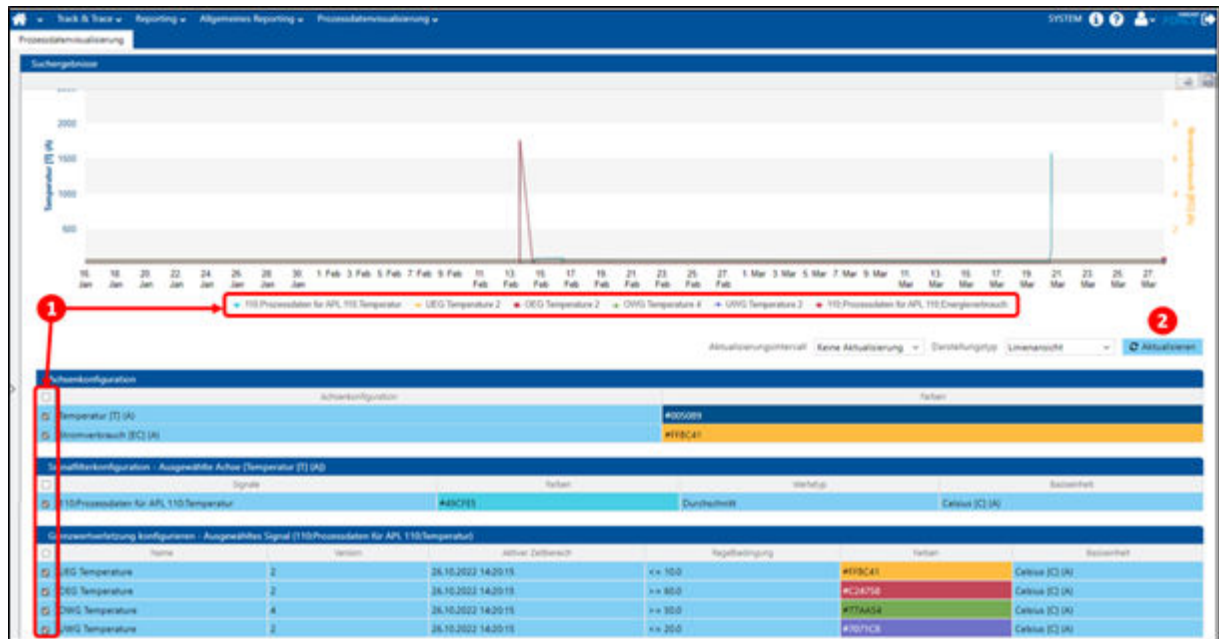 Track & Trace Reporting Allgemeines Reporting Prozessdatenvisualisierung SYSTEM
Prozessdatenvisualisierung
Suchergebnisse
2000
1500
1000
500
Temperatur [T] (A)
16. Jan 18. Jan 20. Jan 22. Jan 24. Jan 26. Jan 28. Jan 30. Jan 1. Feb 3. Feb 5. Feb 7. Feb 9. Feb 11. Feb 13. Feb 15. Feb 17. Feb 19. Feb 21. Feb 23. Feb 25. Feb 27. Feb 1. Mar 3. Mar 5. Mar 7. Mar 9. Mar 11. Mar 13. Mar 15. Mar 17. Mar 19. Mar 21. Mar 23. Mar 25. Mar 27. Mar
110;Prozessdaten für APL 110;Temperatur UEG Temperature 2 OEG Temperature 2 OWG Temperature 4 UWG Temperature 2 110;Prozessdaten für APL 110;Energieverbrauch
1
2
Aktualisierungsintervall Keine Aktualisierung Darstellungstyp Linienansicht Aktualisieren
Achsenkonfiguration
Achsenkonfiguration Farben
Temperatur [T] (A) #005089
Stromverbrauch [EC] (A) #FFBC41
Signalfilterkonfiguration - Ausgewählte Achse (Temperatur [T] (A))
Signale Farben Wertetyp Basiseinheit
110;Prozessdaten für APL 110;Temperatur #49CFE5 Durchschnitt Celsius [C] (A)
Grenzwertverletzung konfigurieren - Ausgewähltes Signal (110;Prozessdaten für APL 110;Temperatur)
Name Version Aktiver Zeitbereich Regelbedingung Farben Basiseinheit
UEG Temperature 2 26.10.2022 14:20:15 <= 10.0 #FFBC41 Celsius [C] (A)
OEG Temperature 2 26.10.2022 14:20:15 >= 60.0 #C24758 Celsius [C] (A)
OWG Temperature 4 26.10.2022 14:20:15 >= 50.0 #77AA54 Celsius [C] (A)
UWG Temperature 2 26.10.2022 14:20:15 <= 20.0 #7071CB Celsius [C] (A)